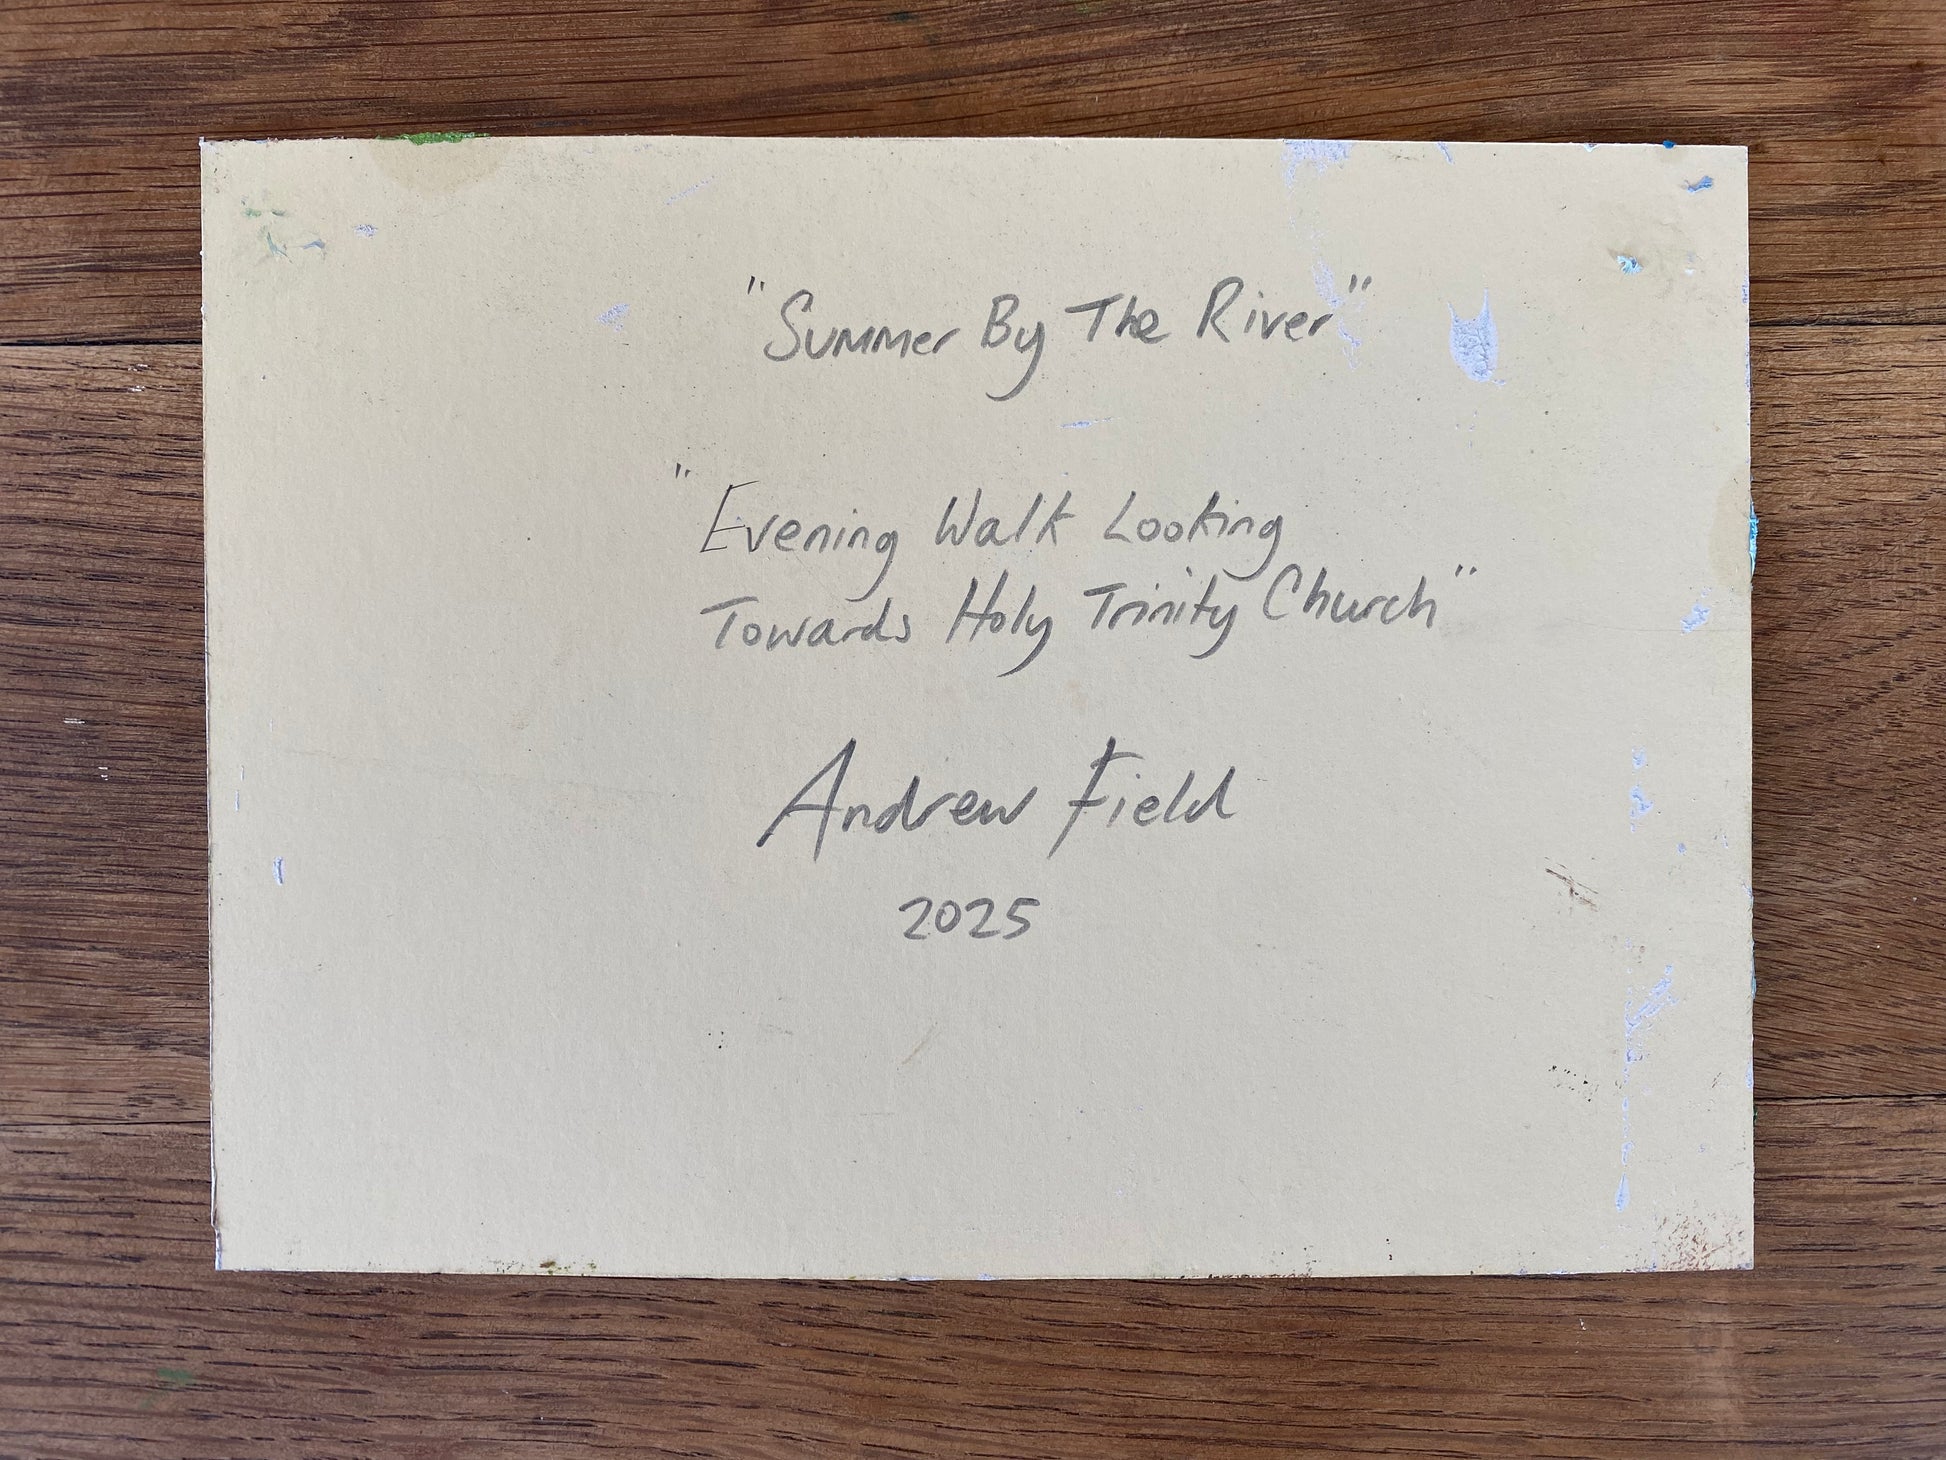 "Summer By The River"
"Evening Walk Looking
Towards Holy Trinity Church"
Andrew Field
2025